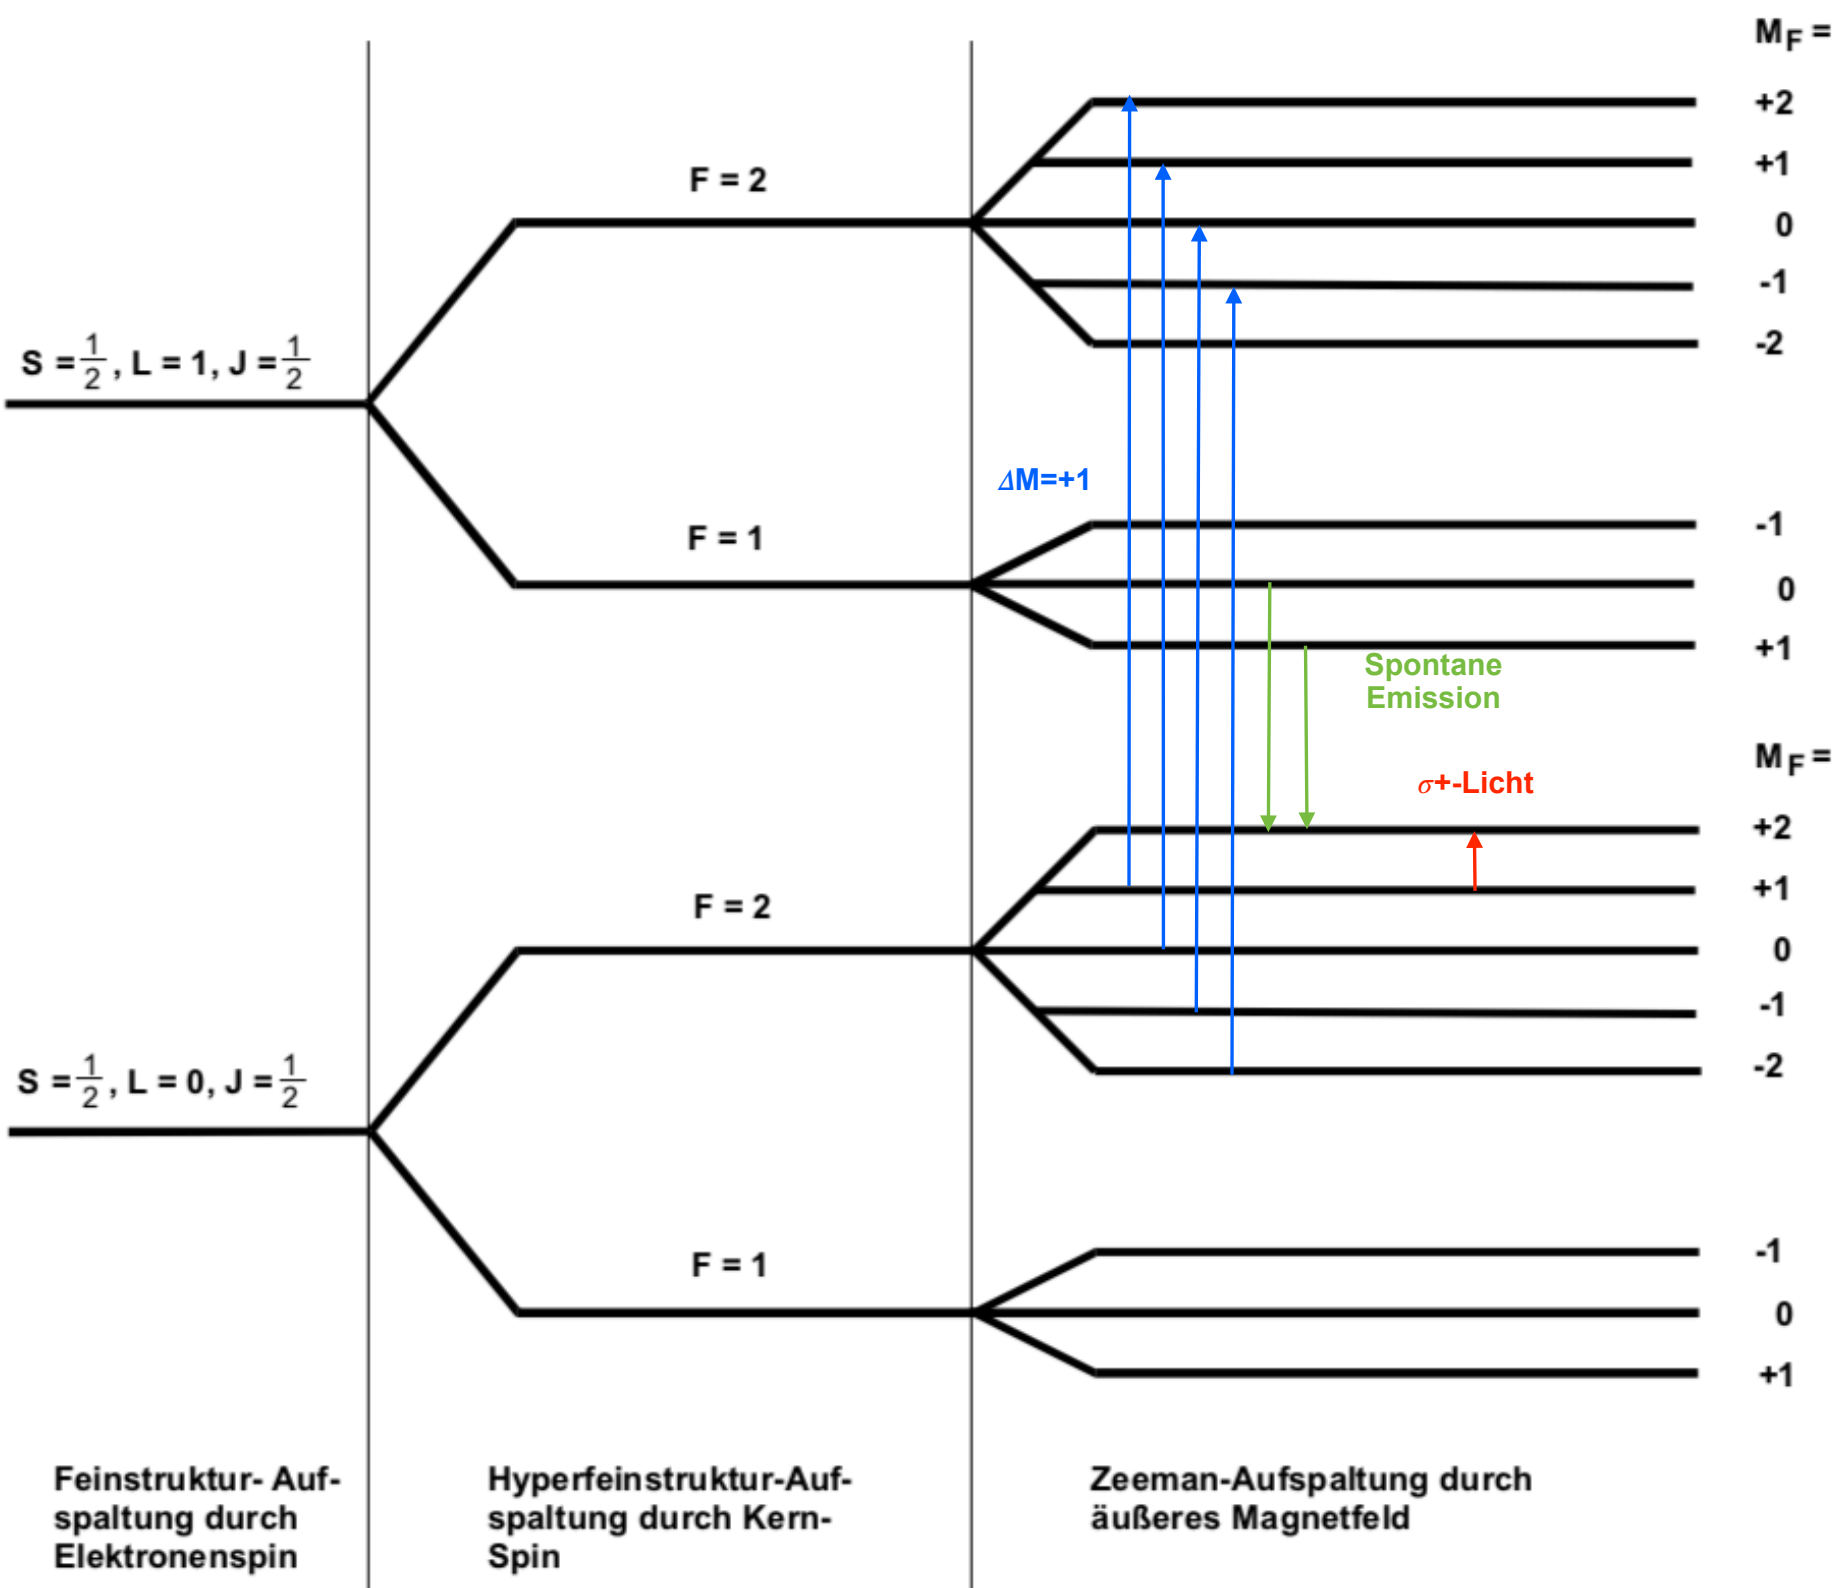 M_F =
+2
+1
F = 2
0
-1
S = 1/2, L = 1, J = 1/2
-2
ΔM=+1
-1
F = 1
0
+1
Spontane
Emission
M_F =
σ+-Licht
+2
+1
F = 2
0
-1
S = 1/2, L = 0, J = 1/2
-2
-1
F = 1
0
+1
Feinstruktur- Auf-
spaltung durch
Elektronenspin
Hyperfeinstruktur-Auf-
spaltung durch Kern-
Spin
Zeeman-Aufspaltung durch
äußeres Magnetfeld